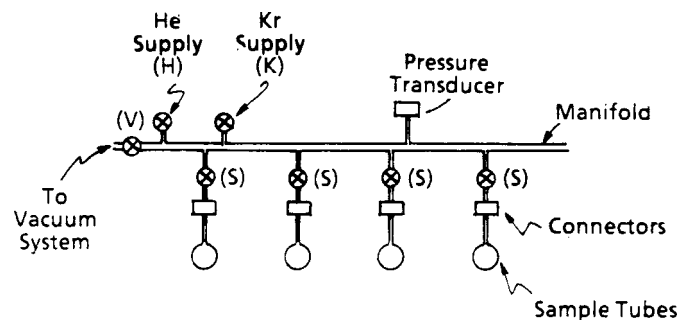 He
Supply
(H)
Kr
Supply
(K)
Pressure
Transducer
Manifold
(V)
(S)
(S)
(S)
(S)
To
Vacuum
System
Connectors
Sample Tubes